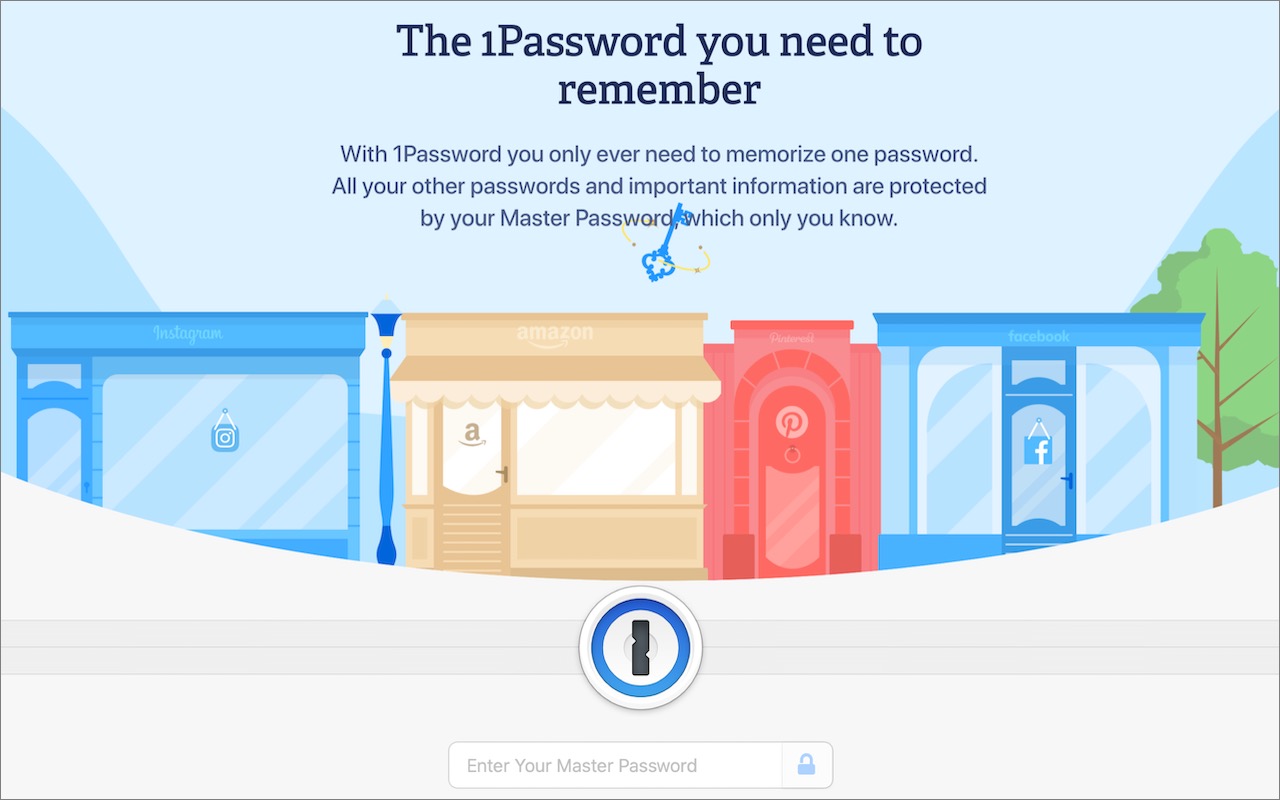 The 1Password you need to
remember
With 1Password you only ever need to memorize one password.
All your other passwords and important information are protected
by your Master Password, which only you know.
Instagram
amazon
Pinterest
facebook
a
f
Enter Your Master Password